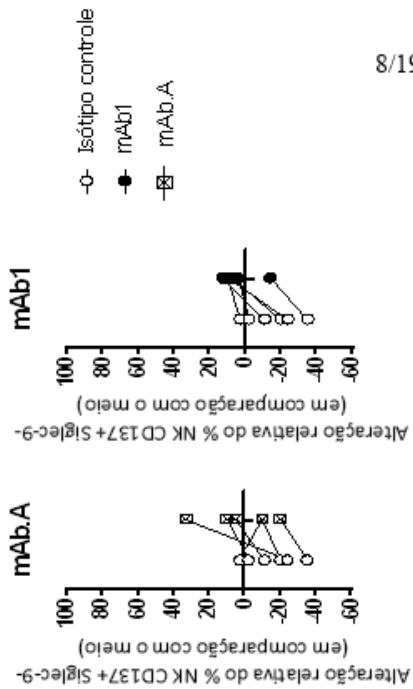 mAb.A
Alteração relativa do % NK CD137+Siglec-9-
(em comparação com o meio)
100
80
60
40
20
0
-20
-40
-60
mAb1
Alteração relativa do % NK CD137+Siglec-9-
(em comparação com o meio)
100
80
60
40
20
0
-20
-40
-60
Isótipo controle
mAb1
mAb.A
8/19